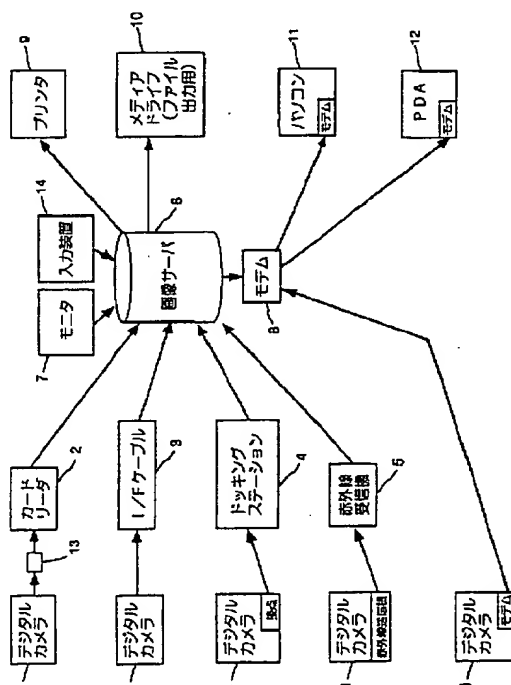 9
プリンタ
10
メディア
ドライブ
(ファイル
出力用)
11
パソコン
モデム
12
PDA
モデム
14
入力装置
モニタ
7
6
画像サーバ
モデム
8
2
カード
リーダ
13
デジタル
カメラ
3
I/Fケーブル
デジタル
カメラ
4
ドッキング
ステーション
デジタル
カメラ
接点
5
赤外線
受信機
デジタル
カメラ
デジタル
カメラ
モデム